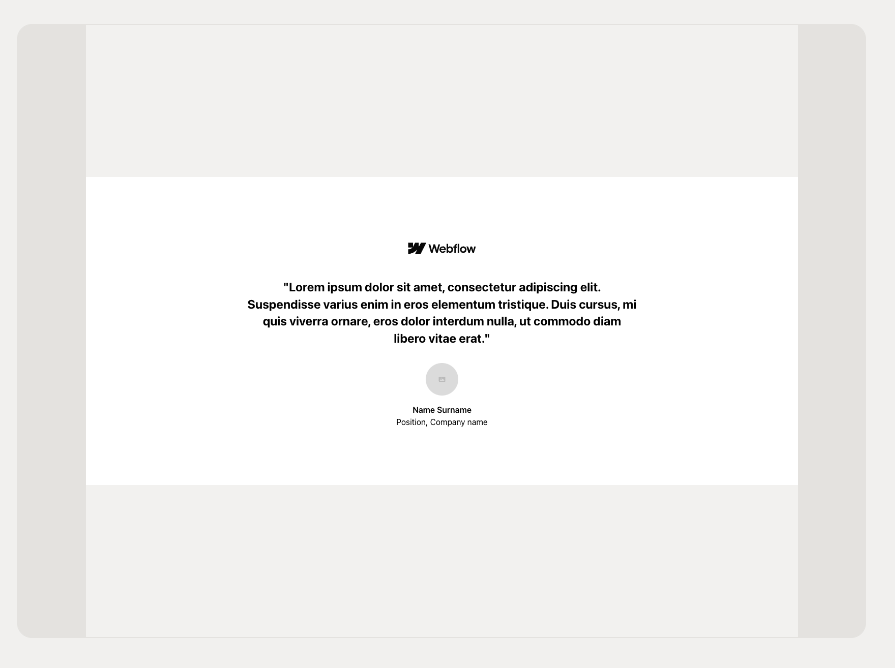 Webflow
"Lorem ipsum dolor sit amet, consectetur adipiscing elit.
Suspendisse varius enim in eros elementum tristique. Duis cursus, mi
quis viverra ornare, eros dolor interdum nulla, ut commodo diam
libero vitae erat."
Name Surname
Position, Company name